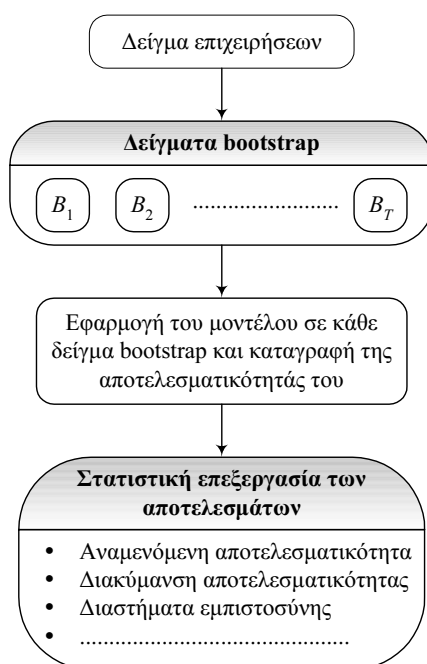 Δείγμα επιχειρήσεων
Δείγματα bootstrap
B1 B2 .............................. BT
Εφαρμογή του μοντέλου σε κάθε
δείγμα bootstrap και καταγραφή της
αποτελεσματικότητάς του
Στατιστική επεξεργασία των
αποτελεσμάτων
• Αναμενόμενη αποτελεσματικότητα
• Διακύμανση αποτελεσματικότητας
• Διαστήματα εμπιστοσύνης
• ........................................